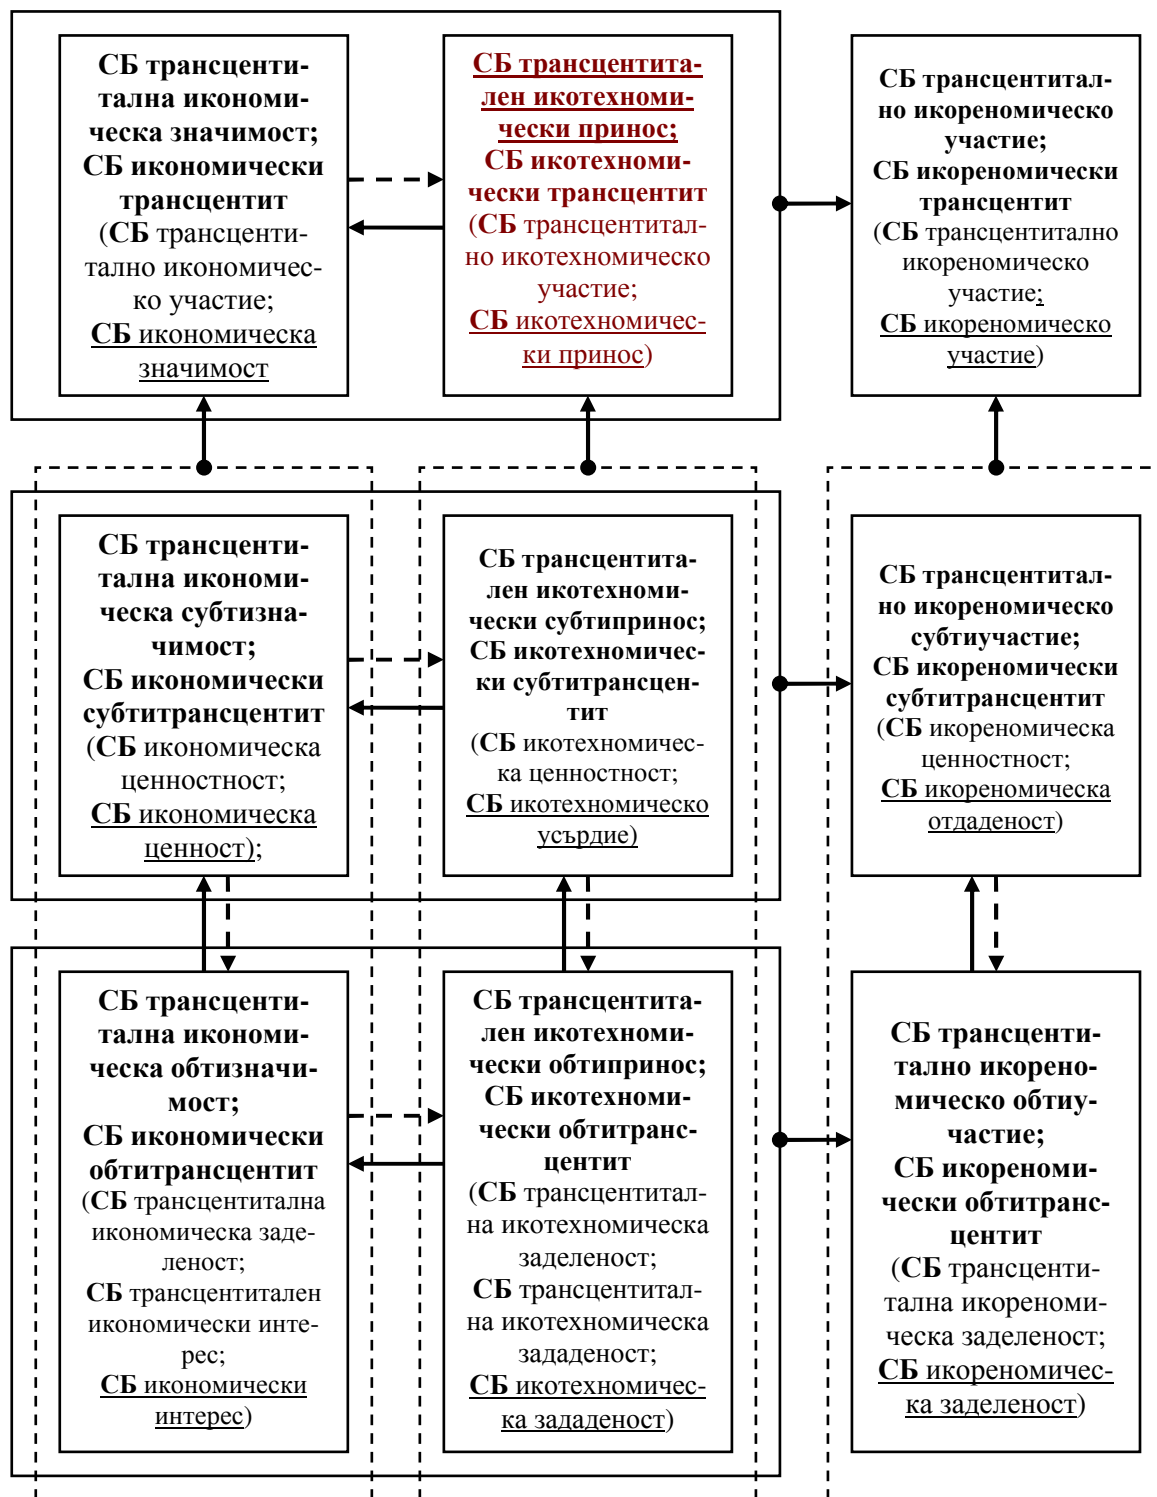 СБ трансценти-
тална икономи-
ческа значимост;
СБ икономически
трансцентит
(СБ трансценти-
тално икономичес-
ко участие;
СБ икономическа
значимост
СБ трансцентита-
лен икотехноми-
чески принос;
СБ икотехноми-
чески трансцентит
(СБ трансцентитал-
но икотехномическо
участие;
СБ икотехномичес-
ки принос)
СБ трансцентитал-
но икореномическо
участие;
СБ икореномически
трансцентит
(СБ трансцентитално
икореномическо
участие;
СБ икореномическо
участие)
СБ трансценти-
тална икономи-
ческа субтизна-
чимост;
СБ икономически
субтитрансцентит
(СБ икономическа
ценностност;
СБ икономическа
ценност);
СБ трансцентита-
лен икотехноми-
чески субтипринос;
СБ икотехномичес-
ки субтитрансцен-
тит
(СБ икотехномичес-
ка ценностност;
СБ икотехномическо
усърдие)
СБ трансцентитал-
но икореномическо
субтиучастие;
СБ икореномически
субтитрансцентит
(СБ икореномическа
ценностност;
СБ икореномическа
отдаденост)
СБ трансценти-
тална икономи-
ческа обтизначи-
мост;
СБ икономически
обтитрансцентит
(СБ трансцентитална
икономическа заде-
леност;
СБ трансцентитален
икономически инте-
рес;
СБ икономически
интерес)
СБ трансцентита-
лен икотехноми-
чески обтипринос;
СБ икотехноми-
чески обтитранс-
центит
(СБ трансцентитал-
на икотехномическа
заделеност;
СБ трансцентитал-
на икотехномическа
зададеност;
СБ икотехномичес-
ка зададеност)
СБ трансценти-
тално икорено-
мическо обтиу-
частие;
СБ икореноми-
чески обтитранс-
центит
(СБ трансценти-
тална икореноми-
ческа заделеност;
СБ икореномичес-
ка заделеност)